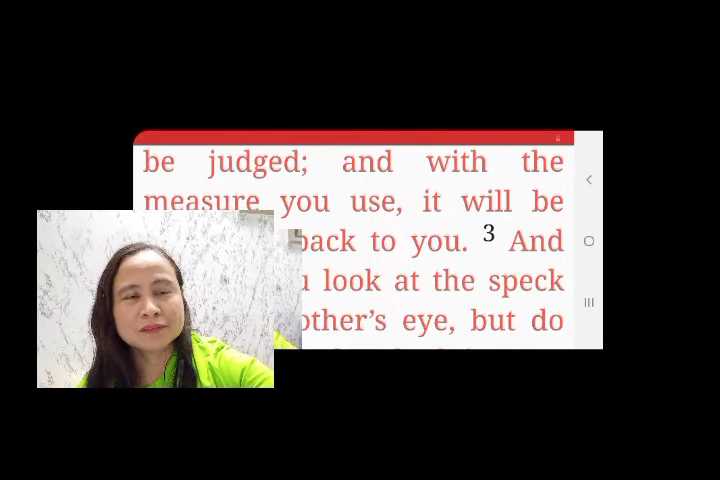 be judged; and with the
measure you use, it will be
back to you. 3 And
look at the speck
eye, but do